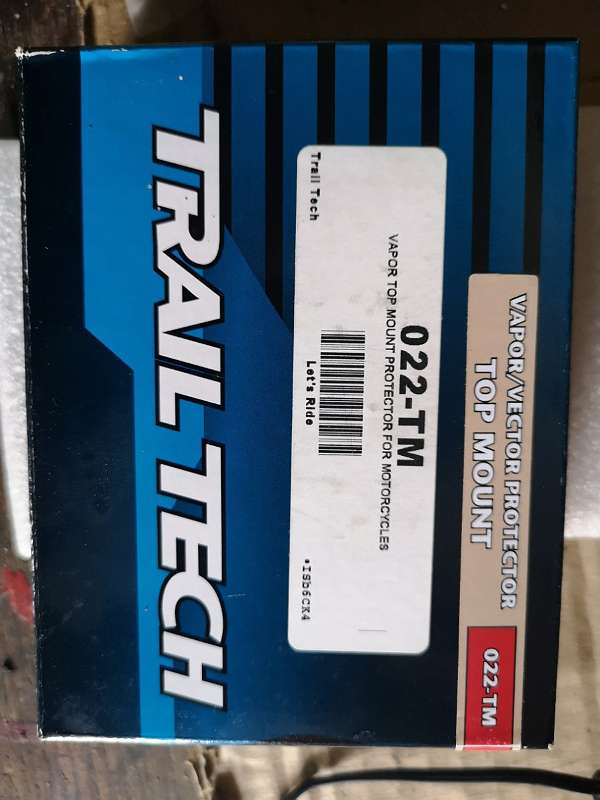 VAPOR/VECTOR PROTECTOR
TOP MOUNT
022-TM
022-TM
VAPOR TOP MOUNT PROTECTOR FOR MOTORCYCLES
Let's Ride
Trail Tech
*ISb6CK4
TRAIL TECH